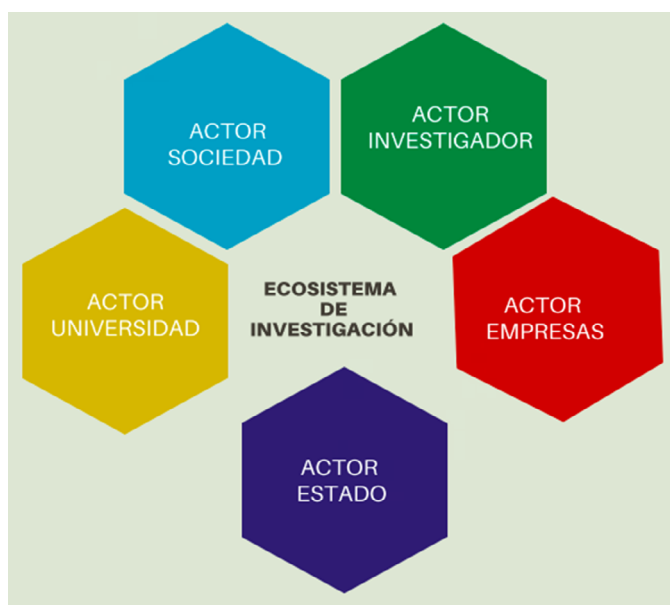 ACTOR
SOCIEDAD
ACTOR
INVESTIGADOR
ACTOR
UNIVERSIDAD
ECOSISTEMA
DE
INVESTIGACIÓN
ACTOR
EMPRESAS
ACTOR
ESTADO